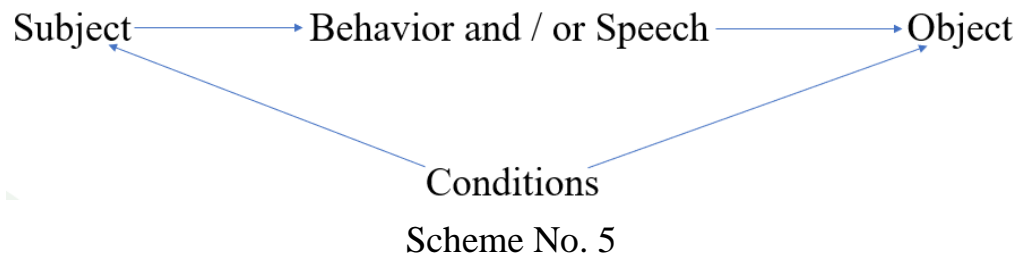 Subject Behavior and / or Speech Object
Conditions
Scheme No. 5